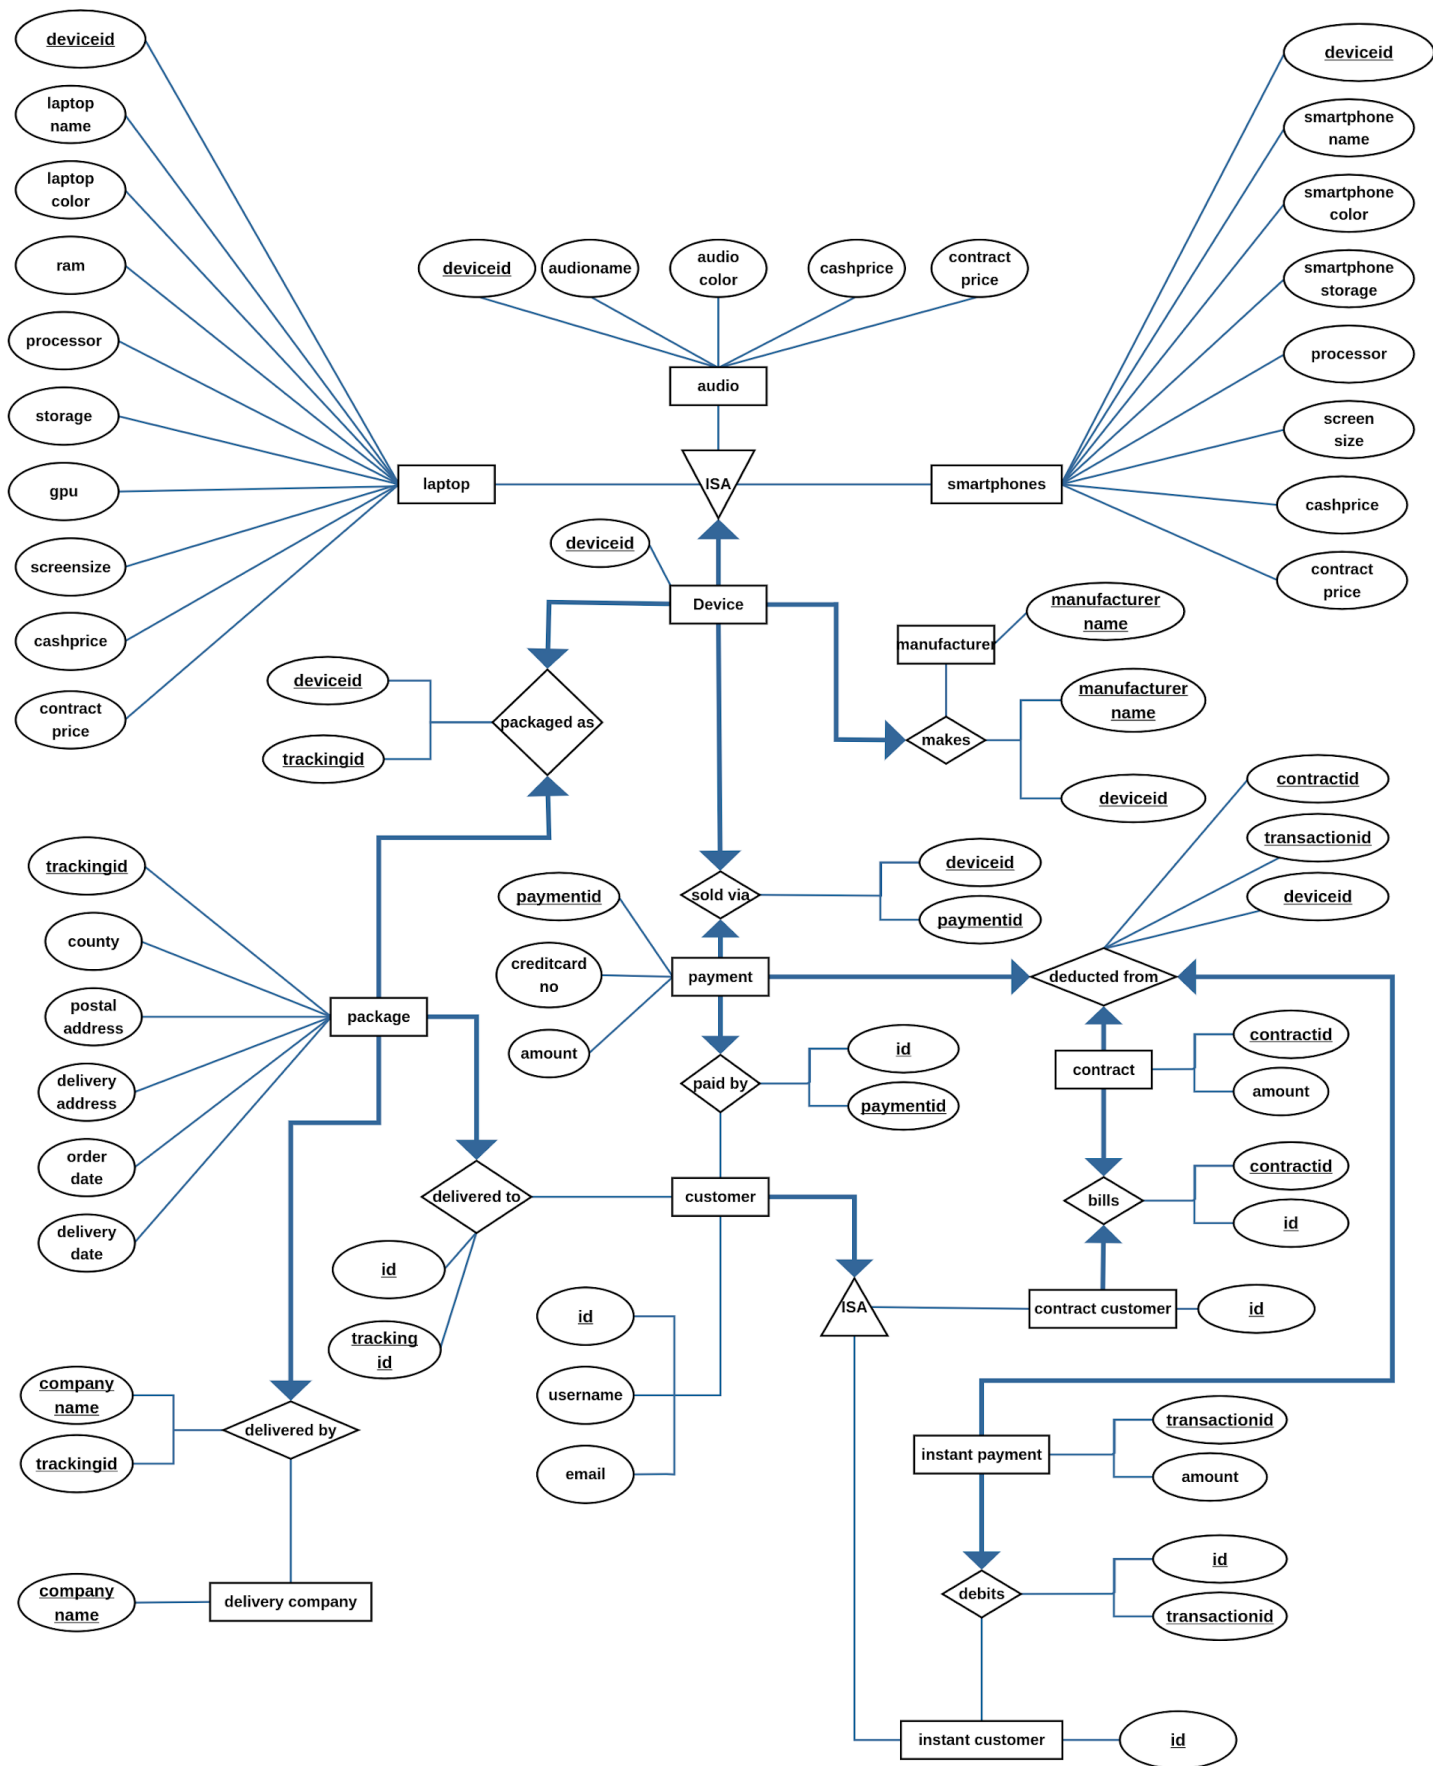 deviceid
laptop
name
laptop
color
ram
processor
storage
gpu
screensize
cashprice
contract
price
deviceid
audioname
audio
color
cashprice
contract
price
audio
deviceid
smartphone
name
smartphone
color
smartphone
storage
processor
screen
size
cashprice
contract
price
laptop
ISA
smartphones
deviceid
Device
manufacturer
name
manufacturer
manufacturer
name
makes
deviceid
deviceid
packaged as
trackingid
contractid
transactionid
deviceid
deducted from
deviceid
sold via
paymentid
paymentid
creditcard
no
amount
payment
trackingid
county
postal
address
delivery
address
order
date
delivery
date
package
id
paid by
paymentid
contractid
contract
amount
contractid
bills
id
delivered to
customer
id
tracking
id
ISA
contract customer
id
id
username
email
company
name
delivered by
trackingid
company
name
delivery company
transactionid
instant payment
amount
id
debits
transactionid
instant customer
id